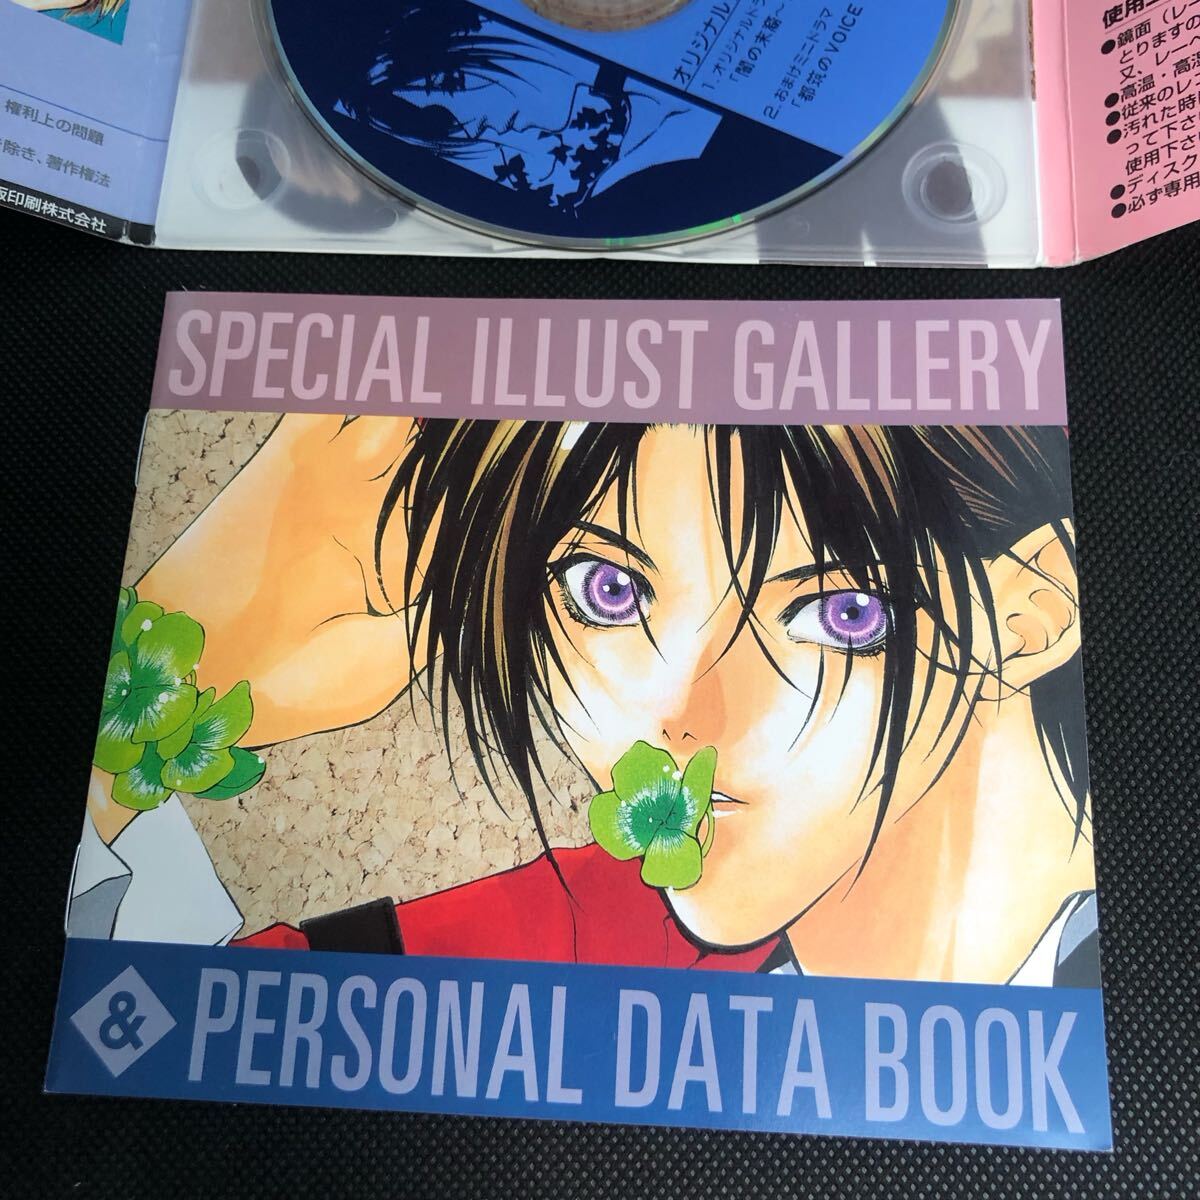 権利上の問題
除き、著作権法
印刷株式会社
オリジナル
1. オリジナルドラ
「闇の末裔～
2. おまけミニドラマ
「都筑のVOICE
使用上
●鏡面（レー
とりますの
又、レーベ
●高温・高湿
●従来のレ
●汚れた時
って下さ
使用下さ
●ディスク
●必ず専用
SPECIAL ILLUST GALLERY
& PERSONAL DATA BOOK